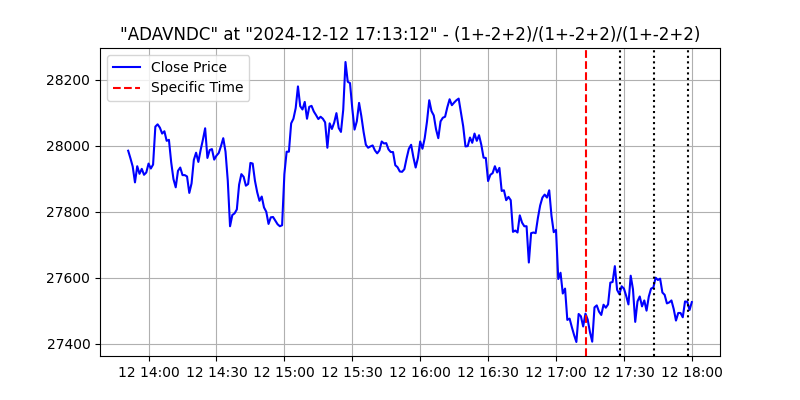 "ADAVNDC" at "2024-12-12 17:13:12" - (1+-2+2)/(1+-2+2)/(1+-2+2)
Close Price
Specific Time
28200
28000
27800
27600
27400
12 14:00 12 14:30 12 15:00 12 15:30 12 16:00 12 16:30 12 17:00 12 17:30 12 18:00